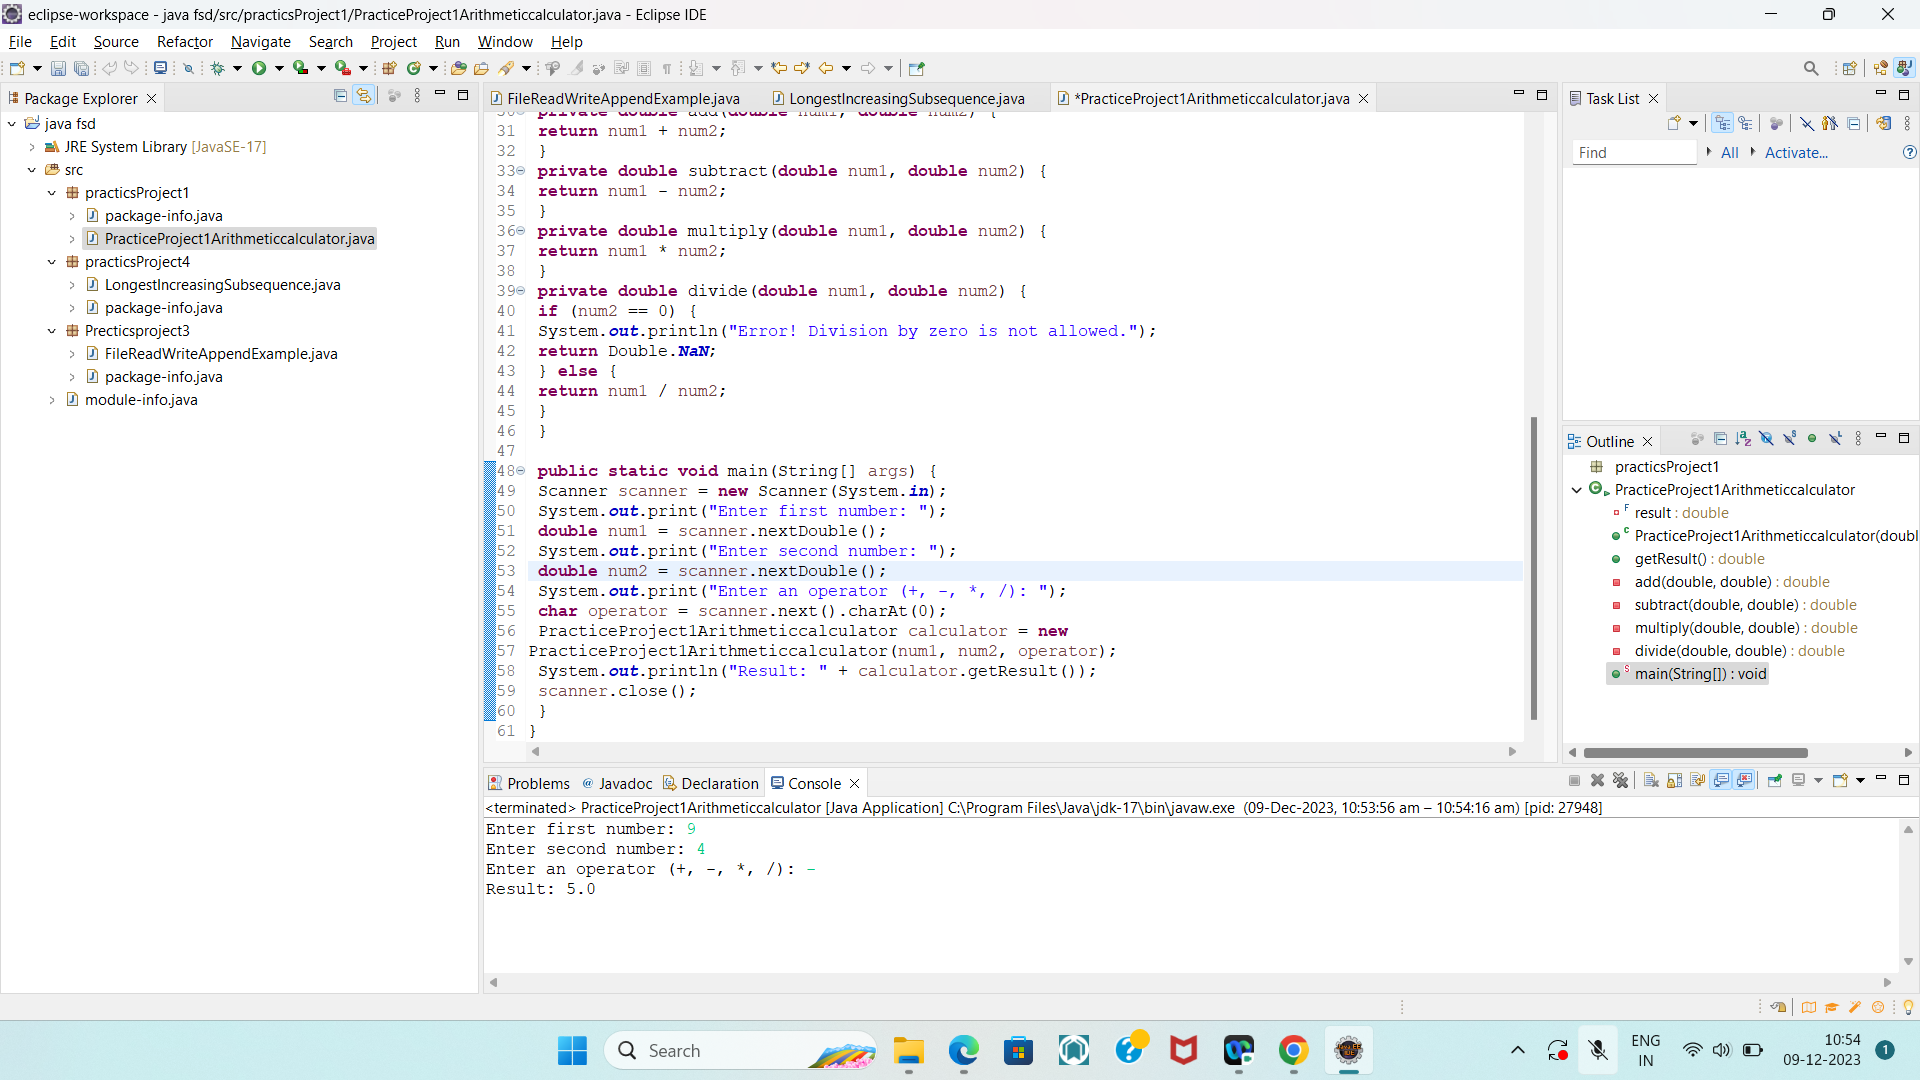 eclipse-workspace - java fsd/src/practicsProject1/PracticeProject1Arithmeticcalculator.java - Eclipse IDE
File Edit Source Refactor Navigate Search Project Run Window Help
Package Explorer
java fsd
JRE System Library [JavaSE-17]
src
practicsProject1
package-info.java
PracticeProject1Arithmeticcalculator.java
practicsProject4
LongestIncreasingSubsequence.java
package-info.java
Precticsproject3
FileReadWriteAppendExample.java
package-info.java
module-info.java
FileReadWriteAppendExample.java LongestIncreasingSubsequence.java *PracticeProject1Arithmeticcalculator.java
30 private double add(double num1, double num2) {
31 return num1 + num2;
32 }
33 private double subtract(double num1, double num2) {
34 return num1 - num2;
35 }
36 private double multiply(double num1, double num2) {
37 return num1 * num2;
38 }
39 private double divide(double num1, double num2) {
40 if (num2 == 0) {
41 System.out.println("Error! Division by zero is not allowed.");
42 return Double.NaN;
43 } else {
44 return num1 / num2;
45 }
46 }
47
48 public static void main(String[] args) {
49 Scanner scanner = new Scanner(System.in);
50 System.out.print("Enter first number: ");
51 double num1 = scanner.nextDouble();
52 System.out.print("Enter second number: ");
53 double num2 = scanner.nextDouble();
54 System.out.print("Enter an operator (+, -, *, /): ");
55 char operator = scanner.next().charAt(0);
56 PracticeProject1Arithmeticcalculator calculator = new
57 PracticeProject1Arithmeticcalculator(num1, num2, operator);
58 System.out.println("Result: " + calculator.getResult());
59 scanner.close();
60 }
61 }
Task List
Find All Activate...
Outline
practicsProject1
PracticeProject1Arithmeticcalculator
result : double
PracticeProject1Arithmeticcalculator(doubl
getResult() : double
add(double, double) : double
subtract(double, double) : double
multiply(double, double) : double
divide(double, double) : double
main(String[]) : void
Problems Javadoc Declaration Console
<terminated> PracticeProject1Arithmeticcalculator [Java Application] C:\Program Files\Java\jdk-17\bin\javaw.exe (09-Dec-2023, 10:53:56 am – 10:54:16 am) [pid: 27948]
Enter first number: 9
Enter second number: 4
Enter an operator (+, -, *, /): -
Result: 5.0
Search
ENG
IN
10:54
09-12-2023
1